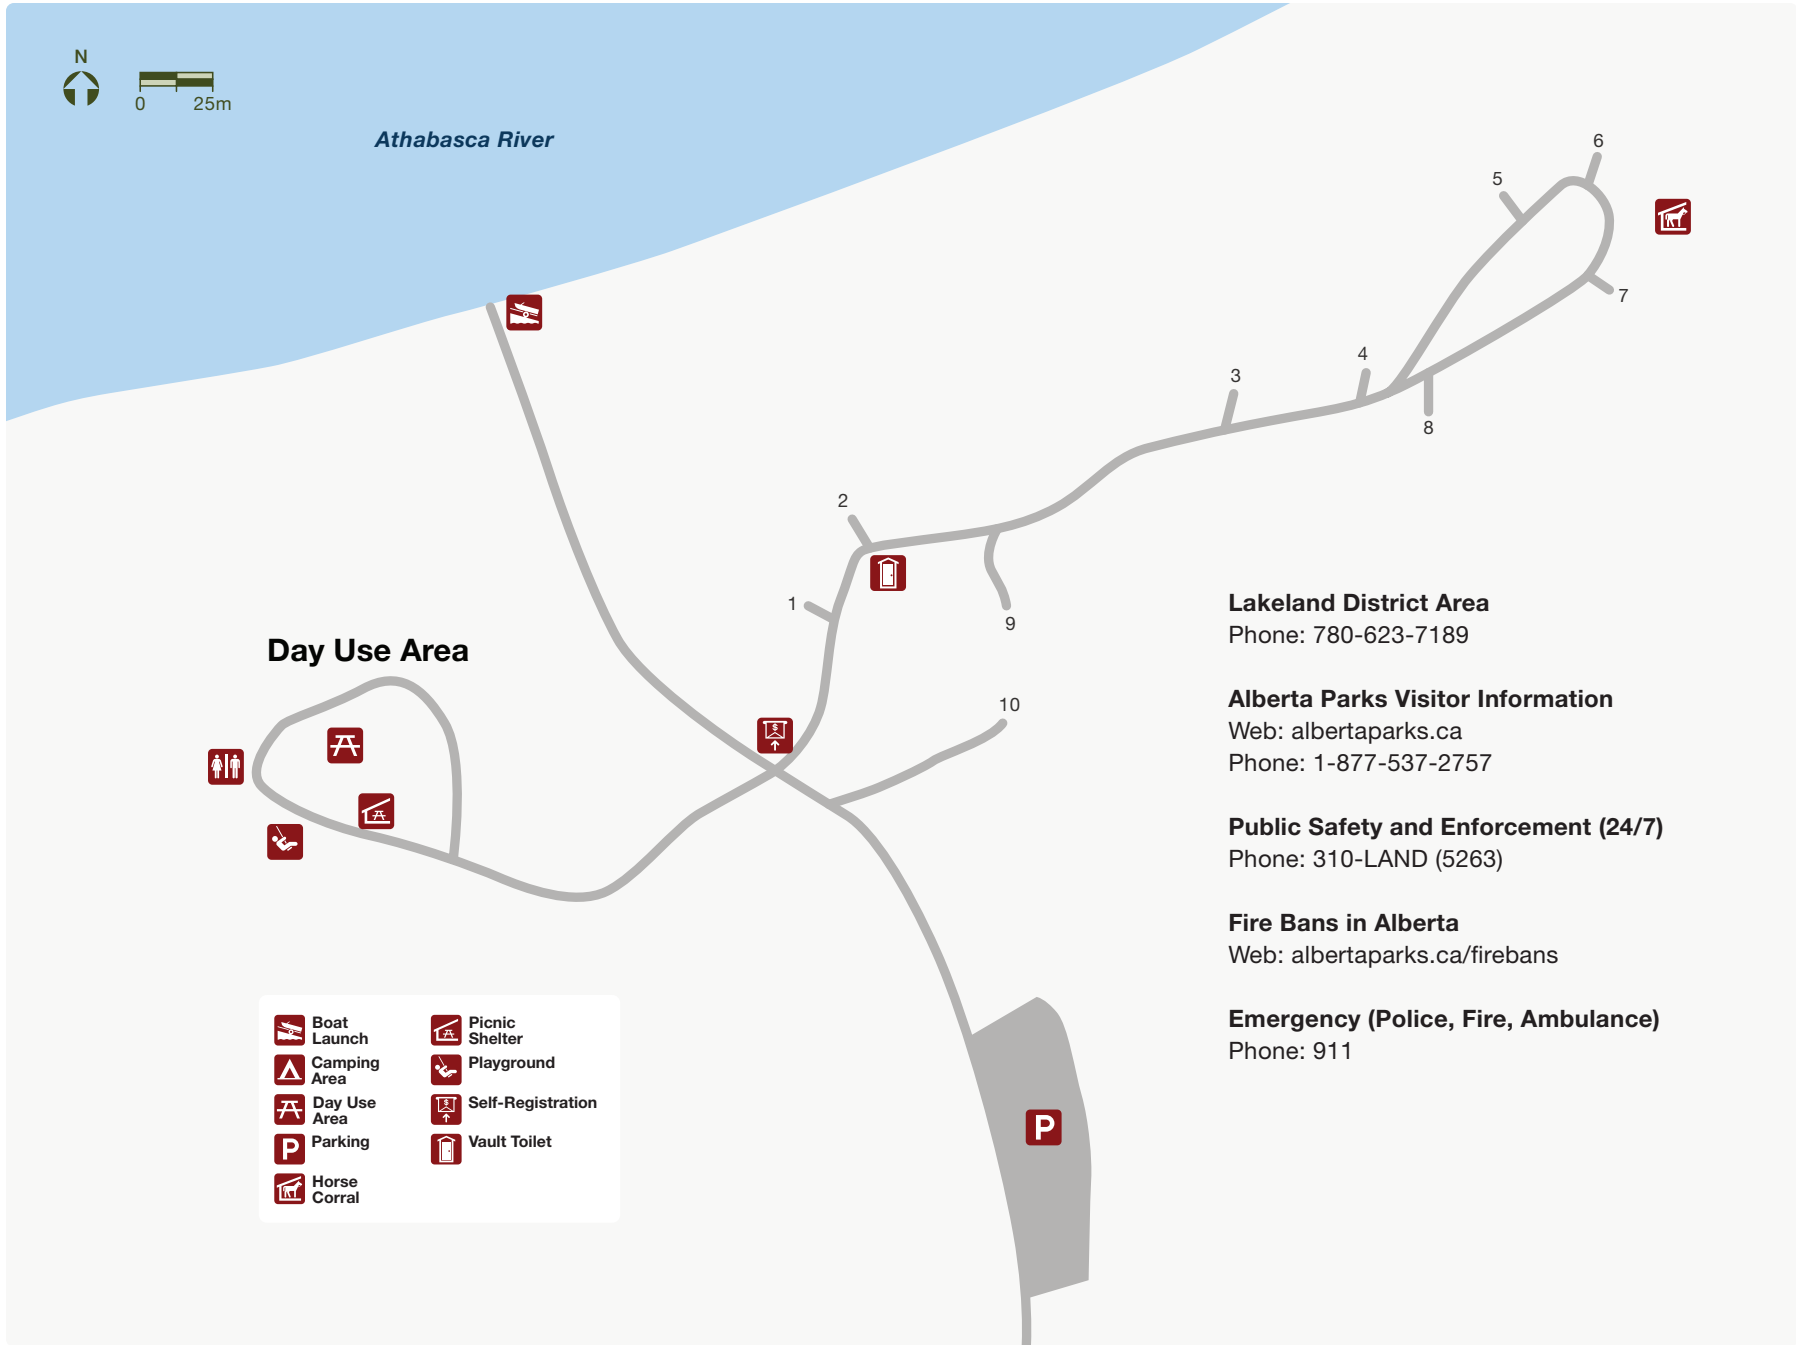 N
0 25m
Athabasca River
6
5
7
4
3
8
2
1
9
Day Use Area
10
Lakeland District Area
Phone: 780-623-7189
Alberta Parks Visitor Information
Web: albertaparks.ca
Phone: 1-877-537-2757
Public Safety and Enforcement (24/7)
Phone: 310-LAND (5263)
Fire Bans in Alberta
Web: albertaparks.ca/firebans
Emergency (Police, Fire, Ambulance)
Phone: 911
$
P
Boat
Launch
Camping
Area
Day Use
Area
P
Parking
Horse
Corral
Picnic
Shelter
Playground
$
Self-Registration
Vault Toilet